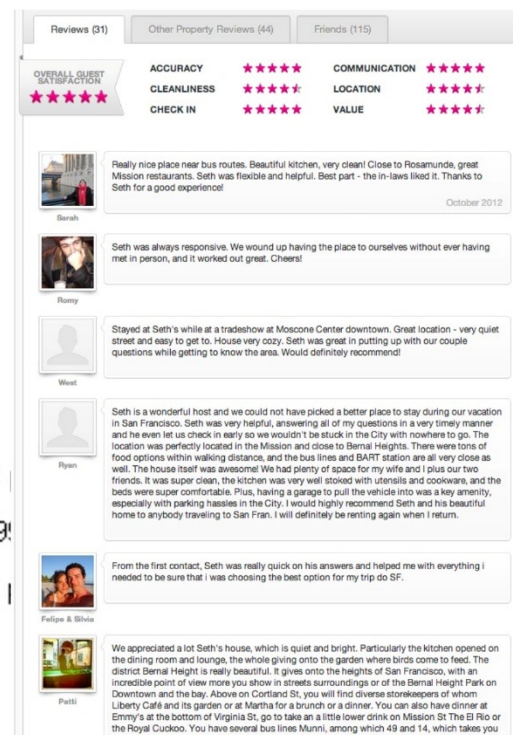 Reviews (31)
Other Property Reviews (44)
Friends (115)
OVERALL GUEST
SATISFACTION
ACCURACY
COMMUNICATION
CLEANLINESS
LOCATION
CHECK IN
VALUE
Really nice place near bus routes. Beautiful kitchen, very clean! Close to Rosamunde, great
Mission restaurants. Seth was flexible and helpful. Best part - the in-laws liked it. Thanks to
Seth for a good experience!
October 2012
Sarah
Seth was always responsive. We wound up having the place to ourselves without ever having
met in person, and it worked out great. Cheers!
Romy
Stayed at Seth's while at a tradeshow at Moscone Center downtown. Great location - very quiet
street and easy to get to. House very cozy. Seth was great in putting up with our couple
questions while getting to know the area. Would definitely recommend!
West
Seth is a wonderful host and we could not have picked a better place to stay during our vacation
in San Francisco. Seth was very helpful, answering all of my questions in a very timely manner
and he even let us check in early so we wouldn't be stuck in the City with nowhere to go. The
location was perfectly located in the Mission and close to Bernal Heights. There were tons of
food options within walking distance, and the bus lines and BART station are all very close as
well. The house itself was awesome! We had plenty of space for my wife and I plus our two
friends. It was super clean, the kitchen was very well stoked with utensils and cookware, and the
beds were super comfortable. Plus, having a garage to pull the vehicle into was a key amenity,
especially with parking hassles in the City. I would highly recommend Seth and his beautiful
home to anybody traveling to San Fran. I will definitely be renting again when I return.
Ryan
From the first contact, Seth was really quick on his answers and helped me with everything i
needed to be sure that i was choosing the best option for my trip do SF.
Felipe & Silvia
We appreciated a lot Seth's house, which is quiet and bright. Particularly the kitchen opened on
the dining room and lounge, the whole giving onto the garden where birds come to feed. The
district Bernal Height is really beautiful. It gives onto the heights of San Francisco, with an
incredible point of view more you show in streets surroundings or of the Bernal Height Park on
Downtown and the bay. Above on Cortland St, you will find diverse storekeepers of whom
Liberty Café and its garden or at Martha for a brunch or a dinner. You can also have dinner at
Emmy's at the bottom of Virginia St, go to take an a little lower drink on Mission St The El Rio or
the Royal Cuckoo. You have several bus lines Munni, among which 49 and 14, which takes you
Patti